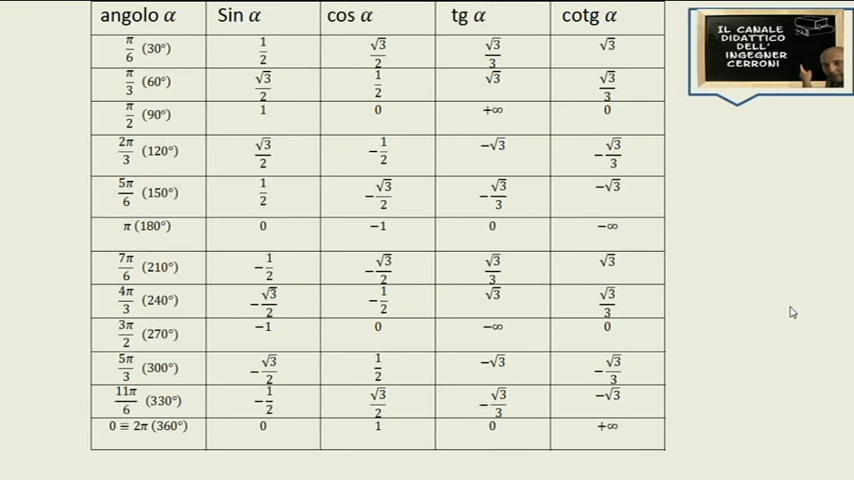 angolo α Sin α cos α tg α cotg α
π/6 (30°) 1/2 √3/2 √3/3 √3
π/3 (60°) √3/2 1/2 √3 √3/3
π/2 (90°) 1 0 +∞ 0
2π/3 (120°) √3/2 −1/2 −√3 −√3/3
5π/6 (150°) 1/2 −√3/2 −√3/3 −√3
π (180°) 0 −1 0 −∞
7π/6 (210°) −1/2 −√3/2 √3/3 √3
4π/3 (240°) −√3/2 −1/2 √3 √3/3
3π/2 (270°) −1 0 −∞ 0
5π/3 (300°) −√3/2 1/2 −√3 −√3/3
11π/6 (330°) −1/2 √3/2 −√3/3 −√3
0 ≡ 2π (360°) 0 1 0 +∞
IL CANALE
DIDATTICO
DELL'
INGEGNER
CERRONI